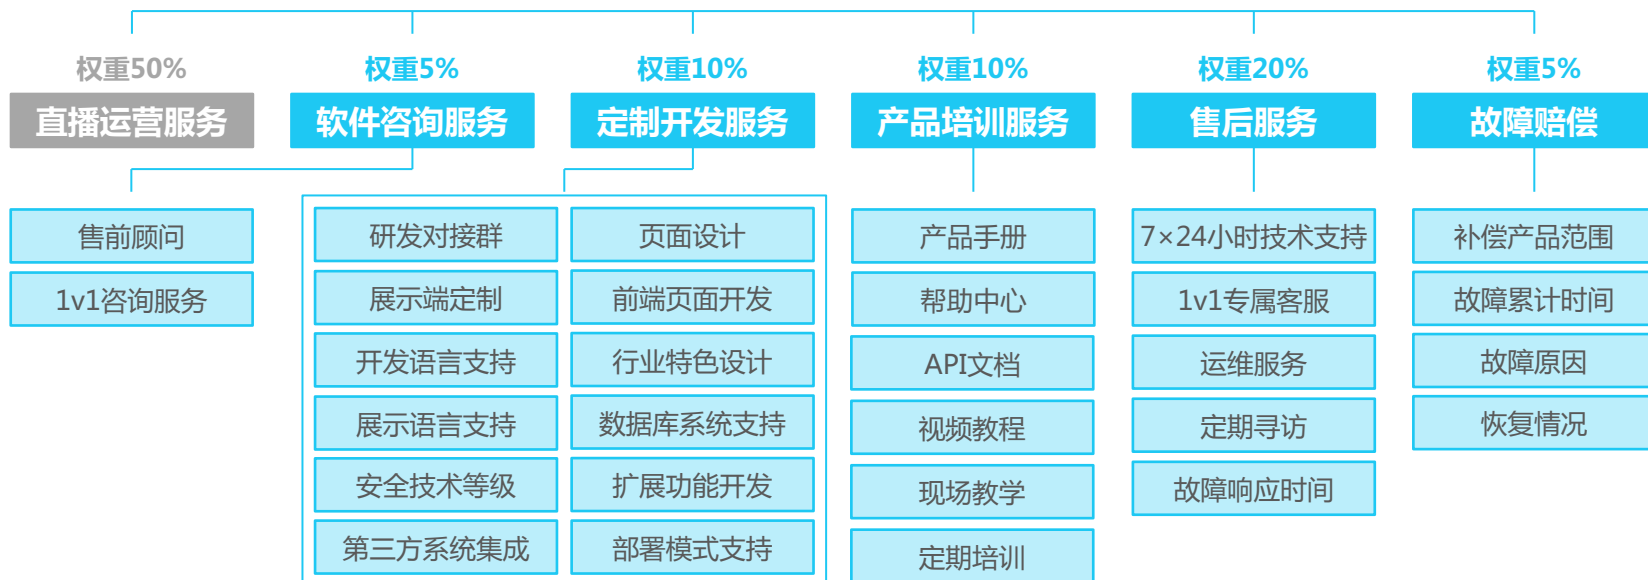 权重50%
权重5%
权重10%
权重10%
权重20%
权重5%
直播运营服务
软件咨询服务
定制开发服务
产品培训服务
售后服务
故障赔偿
售前顾问
1v1咨询服务
研发对接群
展示端定制
开发语言支持
展示语言支持
安全技术等级
第三方系统集成
页面设计
前端页面开发
行业特色设计
数据库系统支持
扩展功能开发
部署模式支持
产品手册
帮助中心
API文档
视频教程
现场教学
定期培训
7×24小时技术支持
1v1专属客服
运维服务
定期寻访
故障响应时间
补偿产品范围
故障累计时间
故障原因
恢复情况